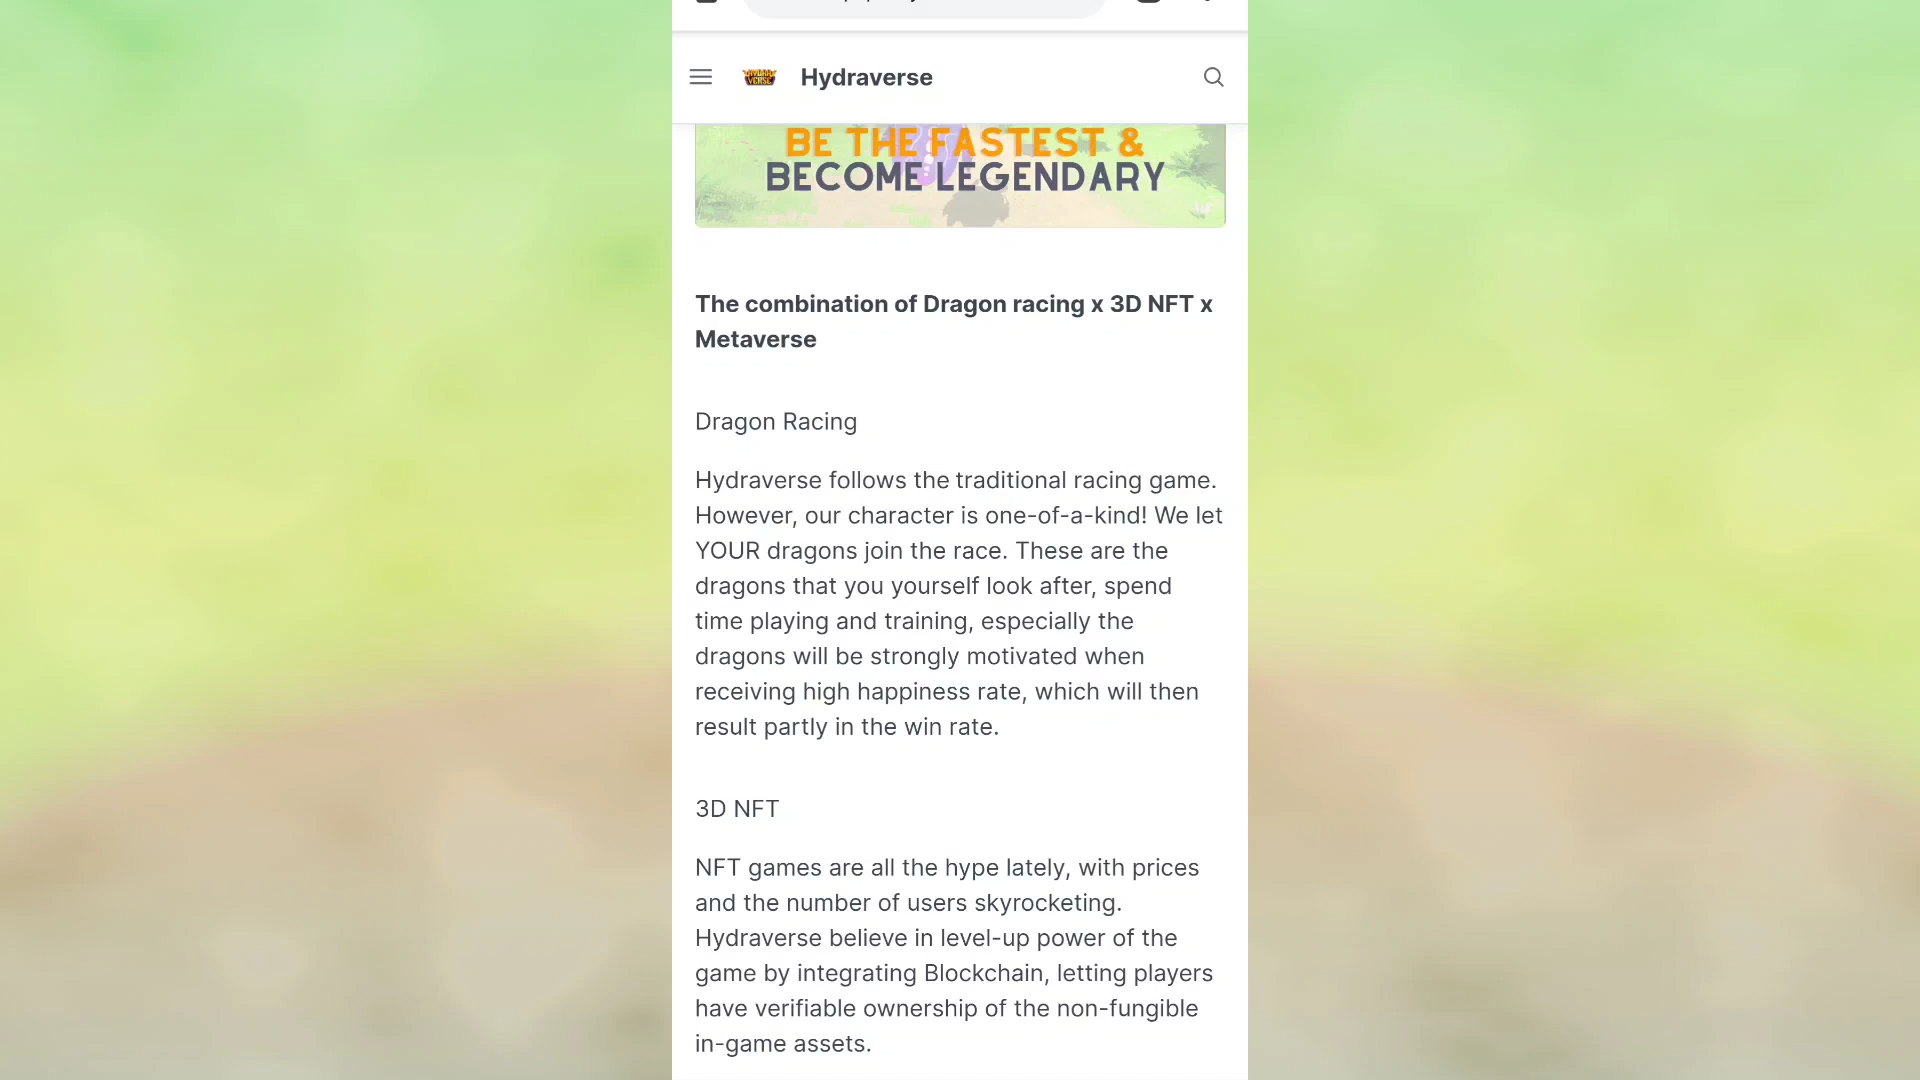 HYDRA
VERSE
Hydraverse
BE THE FASTEST &
BECOME LEGENDARY
The combination of Dragon racing x 3D NFT x
Metaverse
Dragon Racing
Hydraverse follows the traditional racing game.
However, our character is one-of-a-kind! We let
YOUR dragons join the race. These are the
dragons that you yourself look after, spend
time playing and training, especially the
dragons will be strongly motivated when
receiving high happiness rate, which will then
result partly in the win rate.
3D NFT
NFT games are all the hype lately, with prices
and the number of users skyrocketing.
Hydraverse believe in level-up power of the
game by integrating Blockchain, letting players
have verifiable ownership of the non-fungible
in-game assets.